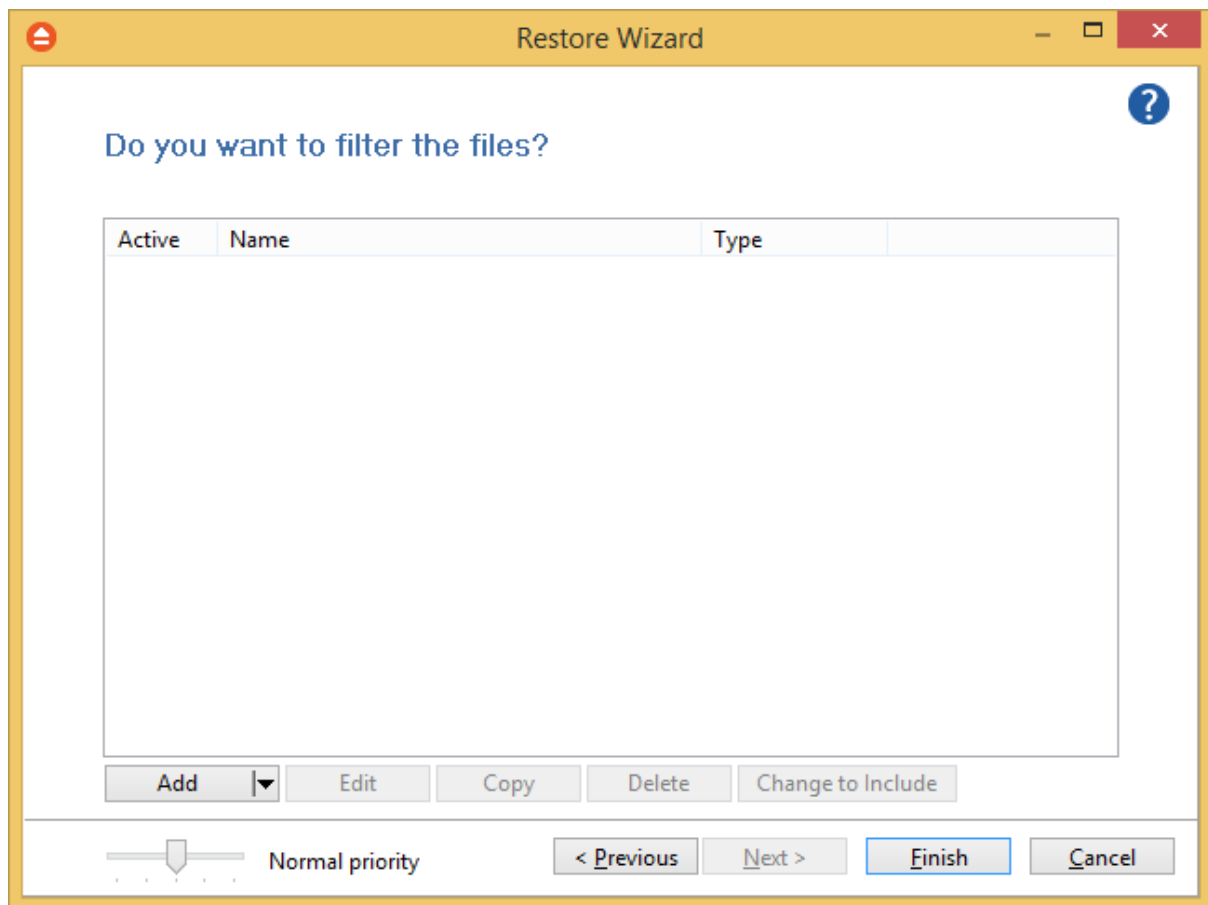 Restore Wizard
?
Do you want to filter the files?
Active Name Type
Add Edit Copy Delete Change to Include
Normal priority < Previous Next > Finish Cancel